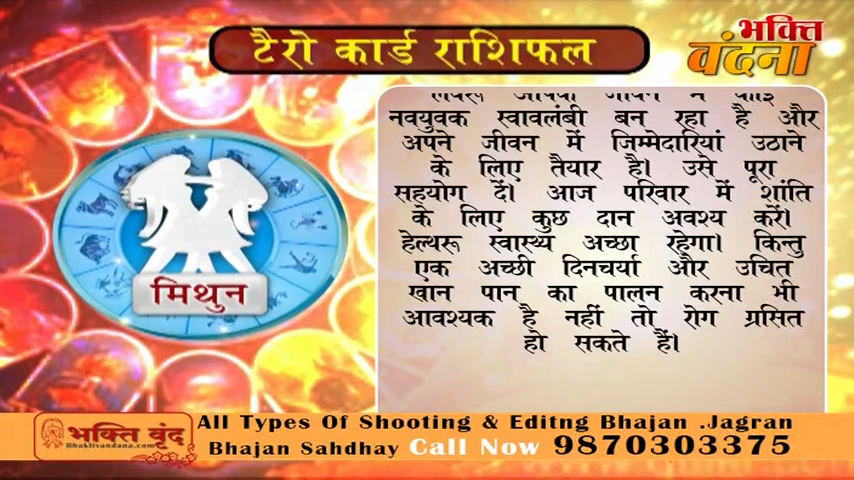 टैरो कार्ड राशिफल
भक्ति
वंदना
जीवन में कोई
नवयुवक स्वावलंबी बन रहा है और
अपने जीवन में जिम्मेदारियां उठाने
के लिए तैयार है। उसे पूरा
सहयोग दें। आज परिवार में शांति
के लिए कुछ दान अवश्य करें।
हेल्थरू स्वास्थ्य अच्छा रहेगा। किन्तु
एक अच्छी दिनचर्या और उचित
खान पान का पालन करना भी
आवश्यक है नहीं तो रोग ग्रसित
हो सकते हैं।
मिथुन
भक्ति वृंद
Bhaktivandana.com
All Types Of Shooting & Editng Bhajan .Jagran
Bhajan Sahdhay Call Now 9870303375